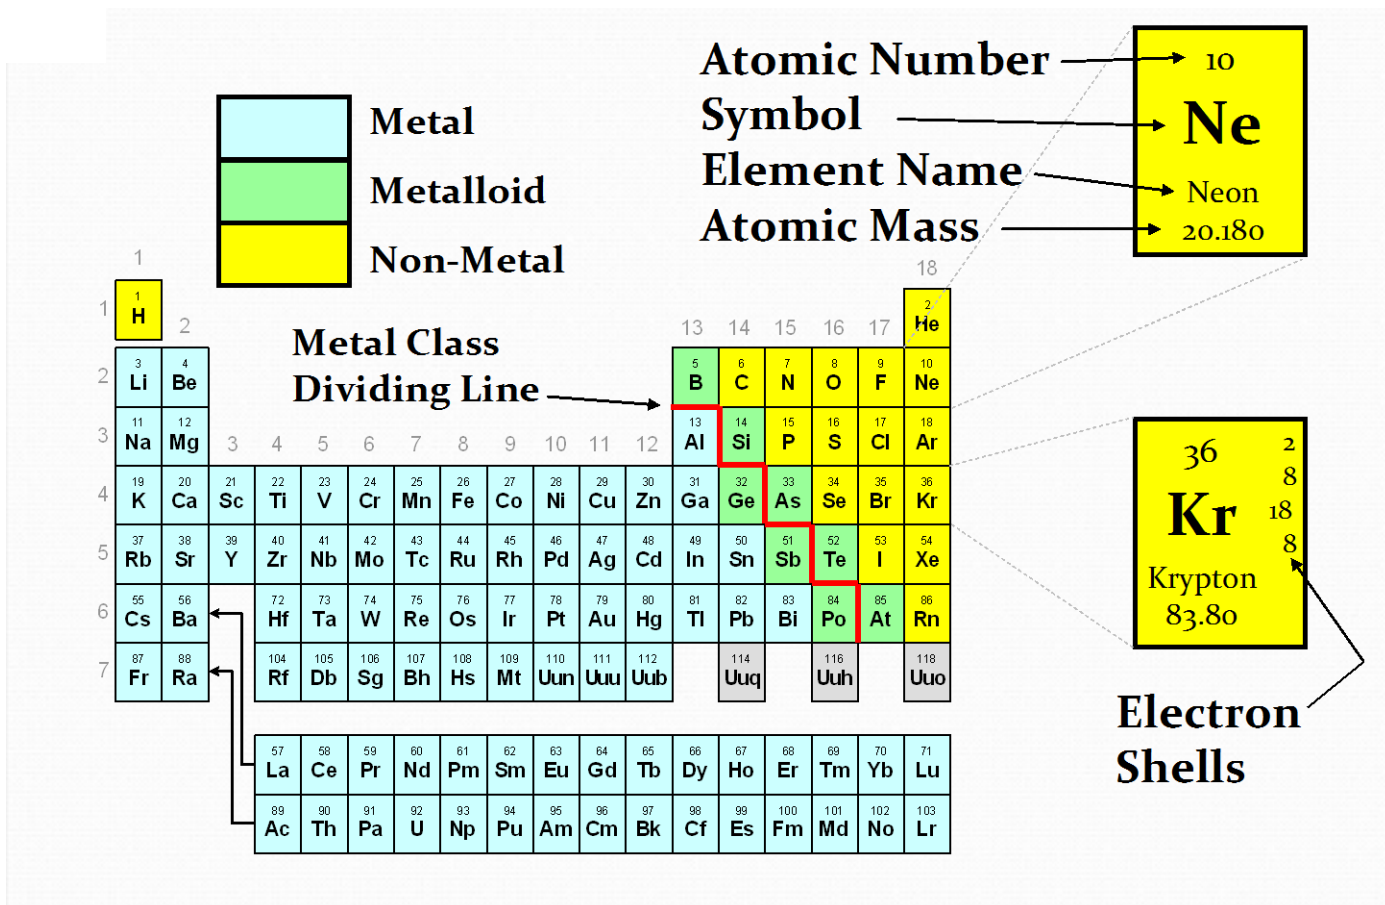 Atomic Number
Symbol
Element Name
Atomic Mass
10
Ne
Neon
20.180
Metal
Metalloid
Non-Metal
Metal Class
Dividing Line
36
Kr
Krypton
83.80
2
8
18
8
Electron
Shells
1 18
1 1 H 2 He
2 13 14 15 16 17
2 3 Li 4 Be 5 B 6 C 7 N 8 O 9 F 10 Ne
3 11 Na 12 Mg 3 4 5 6 7 8 9 10 11 12 13 Al 14 Si 15 P 16 S 17 Cl 18 Ar
4 19 K 20 Ca 21 Sc 22 Ti 23 V 24 Cr 25 Mn 26 Fe 27 Co 28 Ni 29 Cu 30 Zn 31 Ga 32 Ge 33 As 34 Se 35 Br 36 Kr
5 37 Rb 38 Sr 39 Y 40 Zr 41 Nb 42 Mo 43 Tc 44 Ru 45 Rh 46 Pd 47 Ag 48 Cd 49 In 50 Sn 51 Sb 52 Te 53 I 54 Xe
6 55 Cs 56 Ba 72 Hf 73 Ta 74 W 75 Re 76 Os 77 Ir 78 Pt 79 Au 80 Hg 81 Tl 82 Pb 83 Bi 84 Po 85 At 86 Rn
7 87 Fr 88 Ra 104 Rf 105 Db 106 Sg 107 Bh 108 Hs 109 Mt 110 Uun 111 Uuu 112 Uub 114 Uuq 116 Uuh 118 Uuo
57 La 58 Ce 59 Pr 60 Nd 61 Pm 62 Sm 63 Eu 64 Gd 65 Tb 66 Dy 67 Ho 68 Er 69 Tm 70 Yb 71 Lu
89 Ac 90 Th 91 Pa 92 U 93 Np 94 Pu 95 Am 96 Cm 97 Bk 98 Cf 99 Es 100 Fm 101 Md 102 No 103 Lr